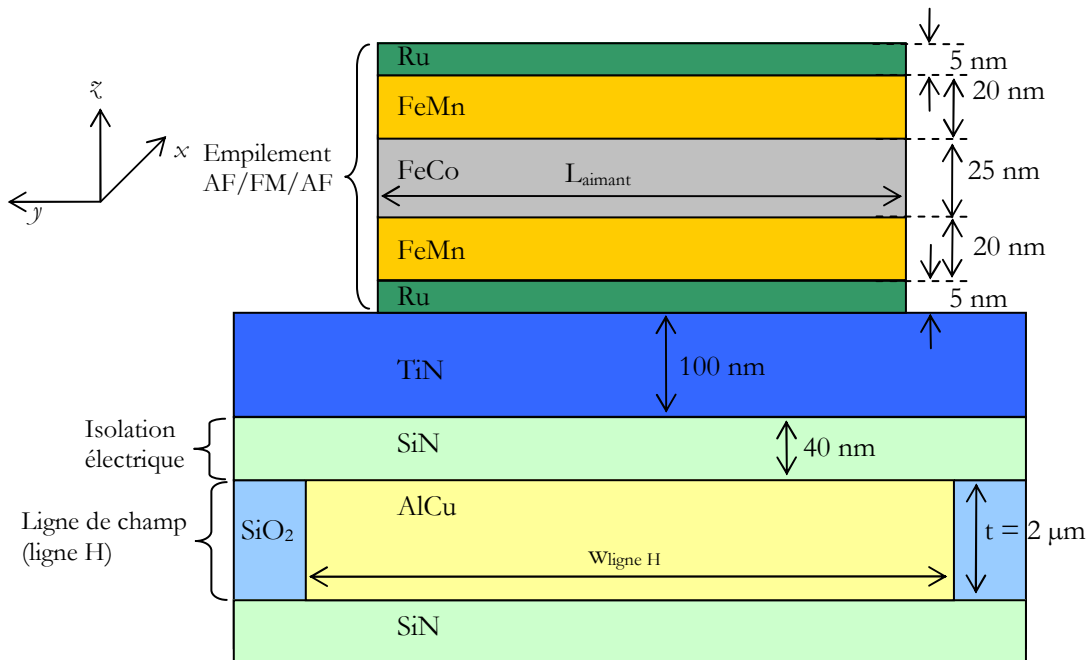 Ru
5 nm
FeMn
20 nm
z
x
y
Empilement
AF/FM/AF
FeCo
Laimant
25 nm
FeMn
20 nm
Ru
5 nm
TiN
100 nm
Isolation
électrique
SiN
40 nm
Ligne de champ
(ligne H)
SiO₂
AlCu
t = 2 µm
wligne H
SiN